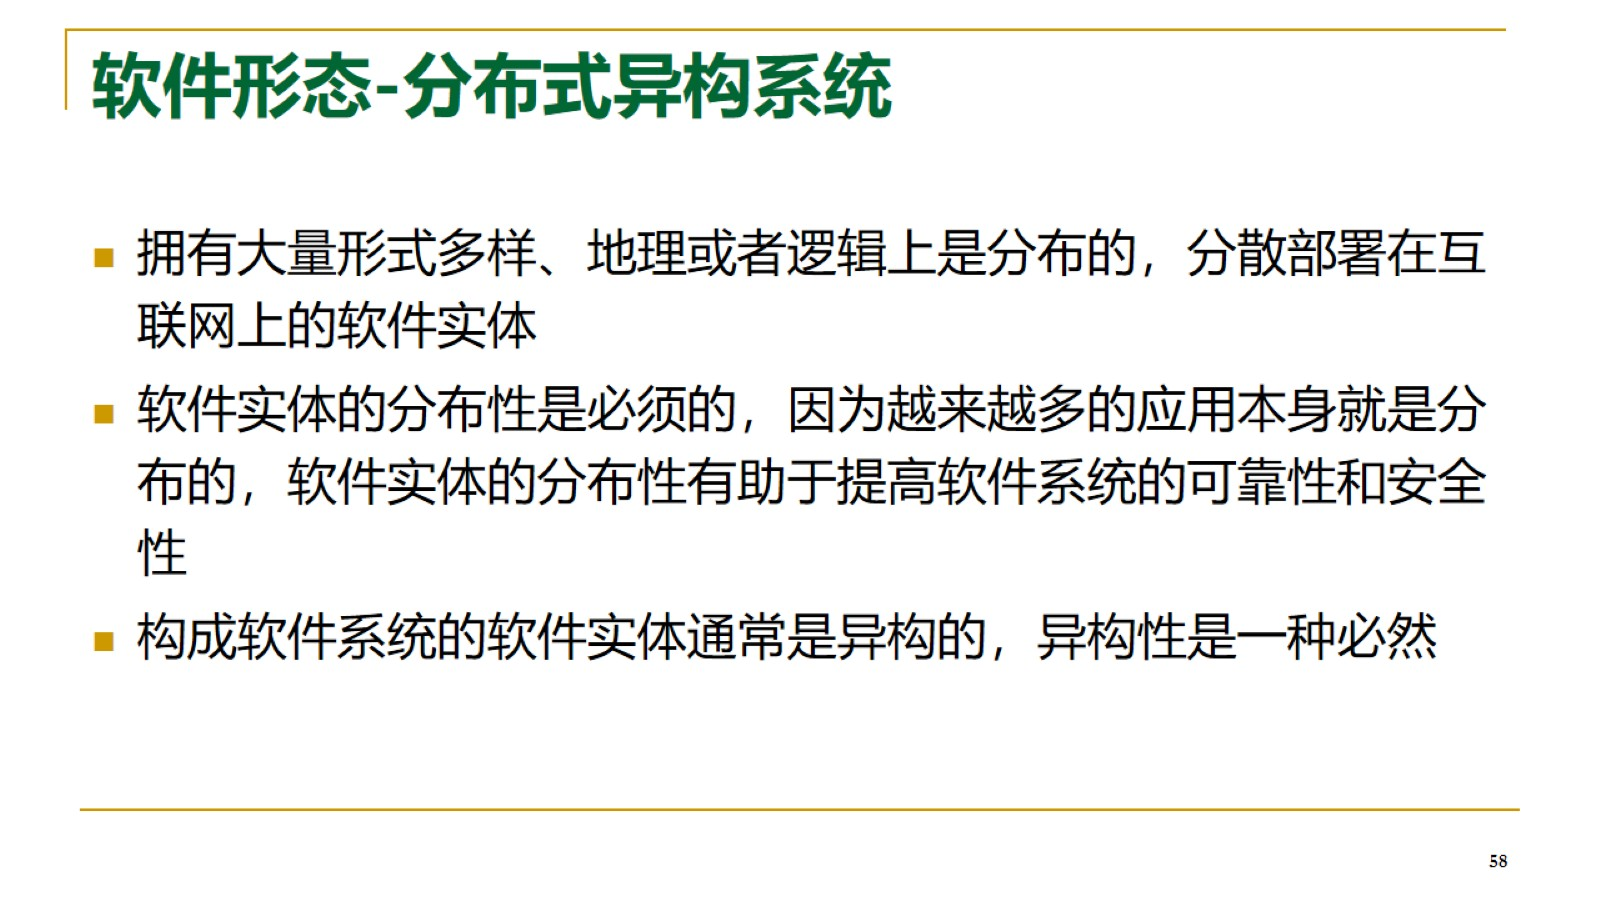 软件形态-分布式异构系统
拥有大量形式多样、地理或者逻辑上是分布的，分散部署在互
联网上的软件实体
软件实体的分布性是必须的，因为越来越多的应用本身就是分
布的，软件实体的分布性有助于提高软件系统的可靠性和安全
性
构成软件系统的软件实体通常是异构的，异构性是一种必然
58